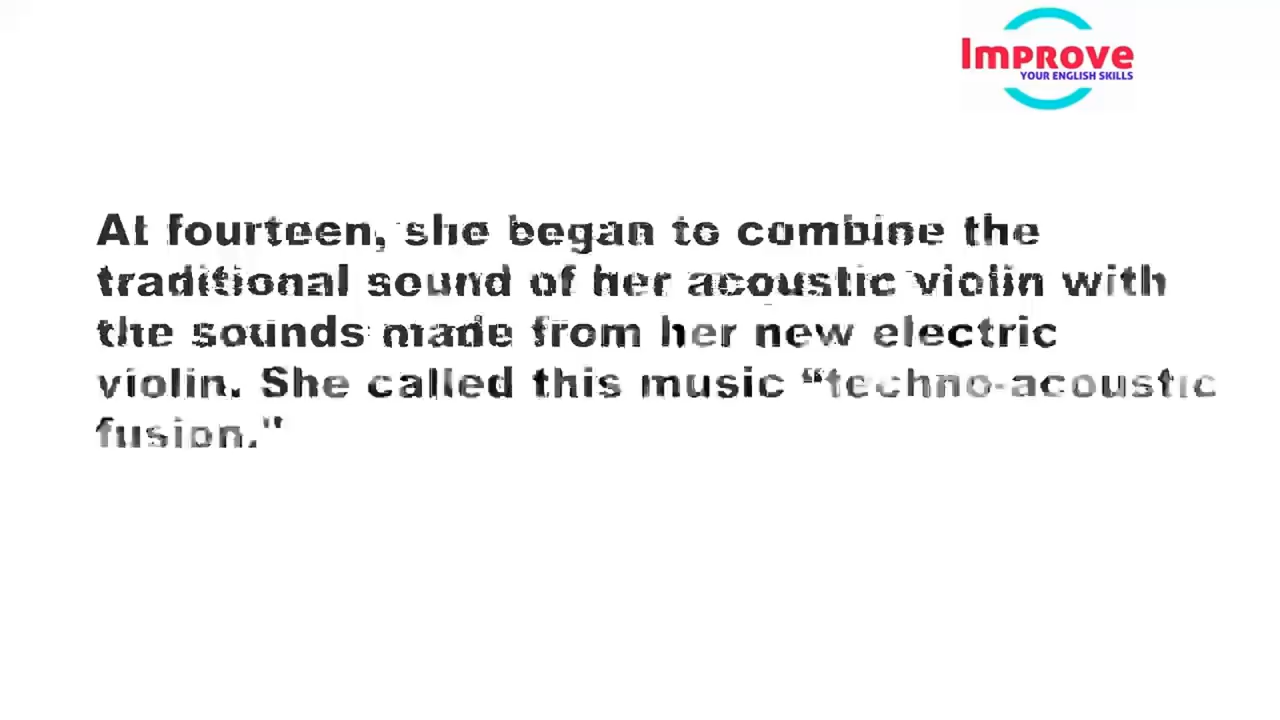 Improve
YOUR ENGLISH SKILLS
At fourteen, she began to combine the
traditional sound of her acoustic violin with
the sounds made from her new electric
violin. She called this music “techno-acoustic
fusion."